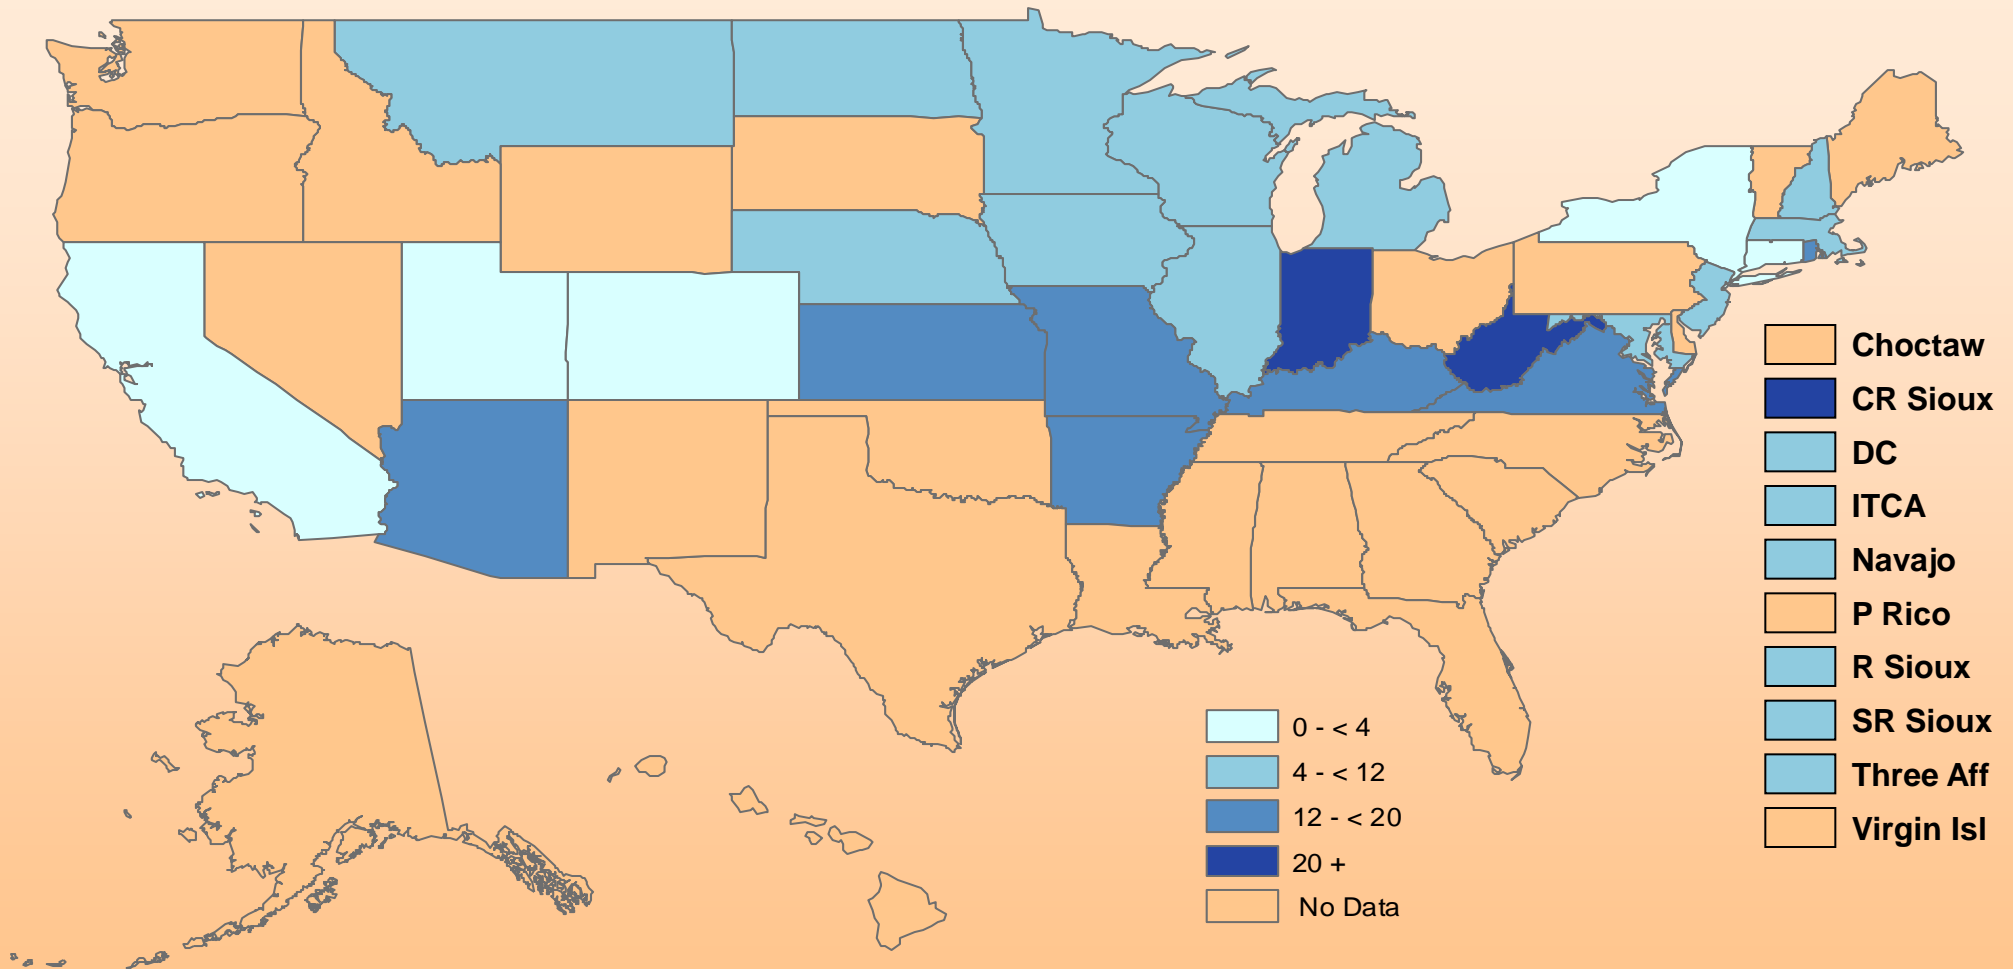 Choctaw
CR Sioux
DC
ITCA
Navajo
P Rico
R Sioux
SR Sioux
Three Aff
Virgin Isl
0 - < 4
4 - < 12
12 - < 20
20 +
No Data